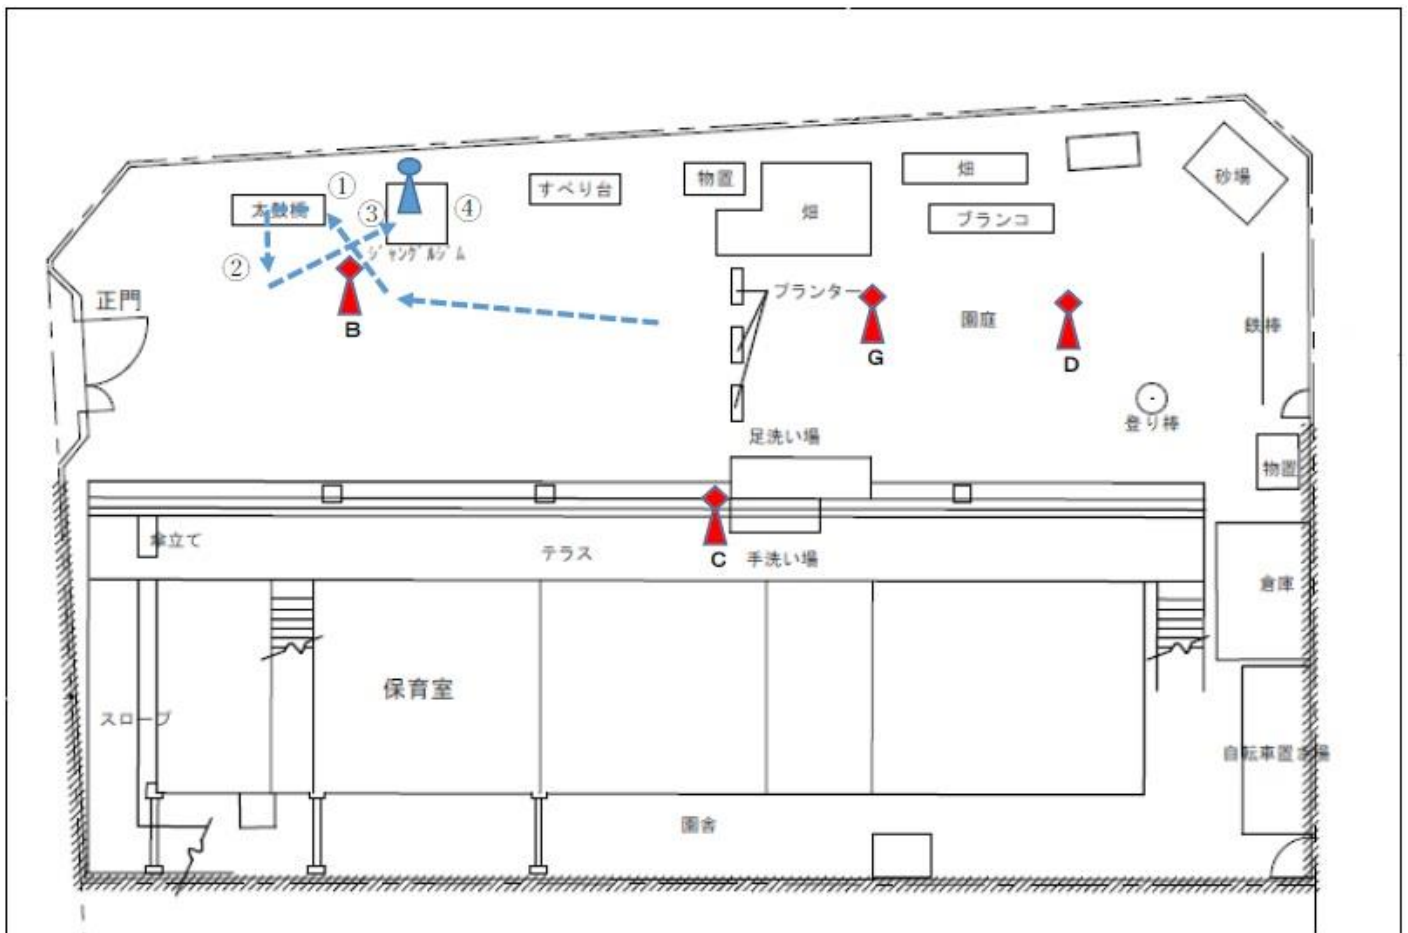 ①
太鼓橋
②
③
④
ジャングルジム
すべり台
物置
畑
畑
ブランコ
砂場
正門
B
プランター
G
園庭
D
鉄棒
登り棒
足洗い場
物置
傘立て
テラス
C
手洗い場
倉庫
保育室
スロープ
自転車置き場
園舎